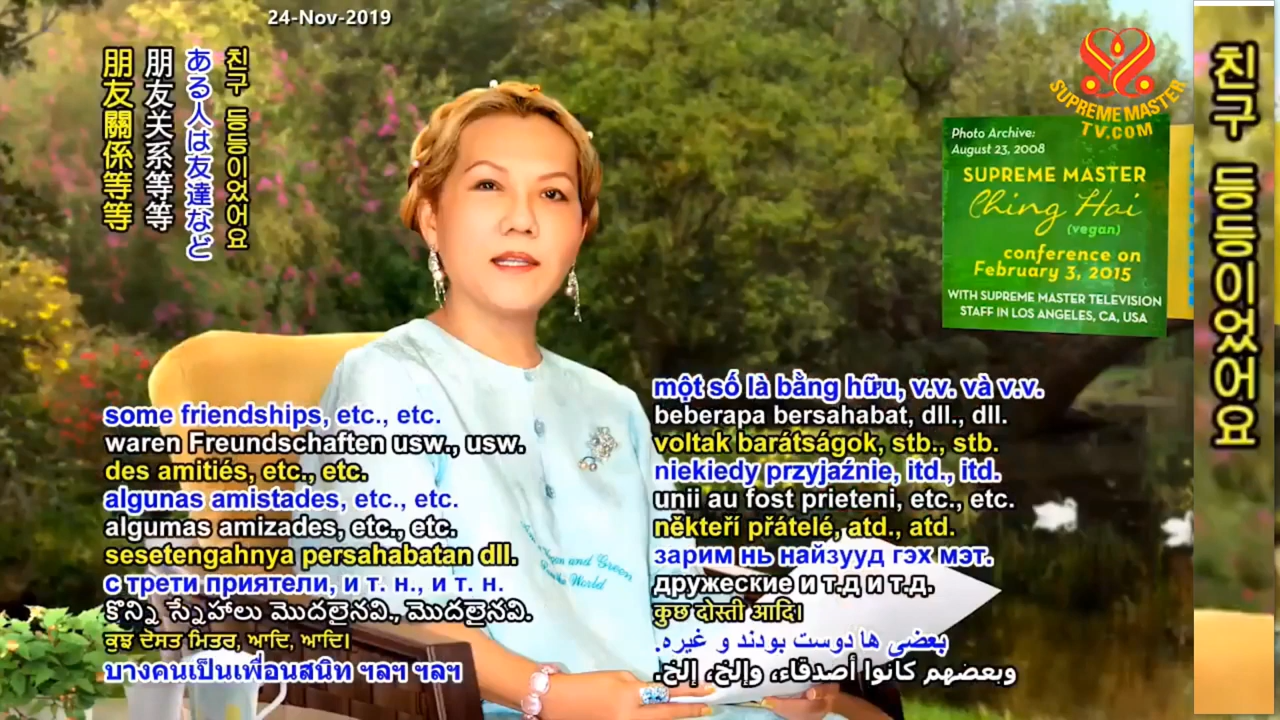 24-Nov-2019
朋友關係等等
朋友关系等等
ある人は友達など
친구 등등이었어요
SUPREME MASTER
TV.COM
Photo Archive:
August 23, 2008
SUPREME MASTER
Ching Hai
(vegan)
conference on
February 3, 2015
WITH SUPREME MASTER TELEVISION
STAFF IN LOS ANGELES, CA, USA
친구 등등이었어요
some friendships, etc., etc.
waren Freundschaften usw., usw.
des amitiés, etc., etc.
algunas amistades, etc., etc.
algumas amizades, etc., etc.
sesetengahnya persahabatan dll.
с трети приятели, и т. н., и т. н.
కొన్ని స్నేహాలు మొదలైనవి., మొదలైనవి.
ਕੁਝ ਦੋਸਤ ਮਿਤਰ, ਆਦਿ, ਆਦਿ।
บางคนเป็นเพื่อนสนิท ฯลฯ ฯลฯ
một số là bằng hữu, v.v. và v.v.
beberapa bersahabat, dll., dll.
voltak barátságok, stb., stb.
niekiedy przyjaźnie, itd., itd.
unii au fost prieteni, etc., etc.
někteří přátelé, atd., atd.
зарим нь найзууд гэх мэт.
дружеские и т.д и т.д.
कुछ दोस्ती आदि।
بعضی ها دوست بودند و غیره.
وبعضهم كانوا أصدقاء، وإلخ، إلخ.
and Green
the World